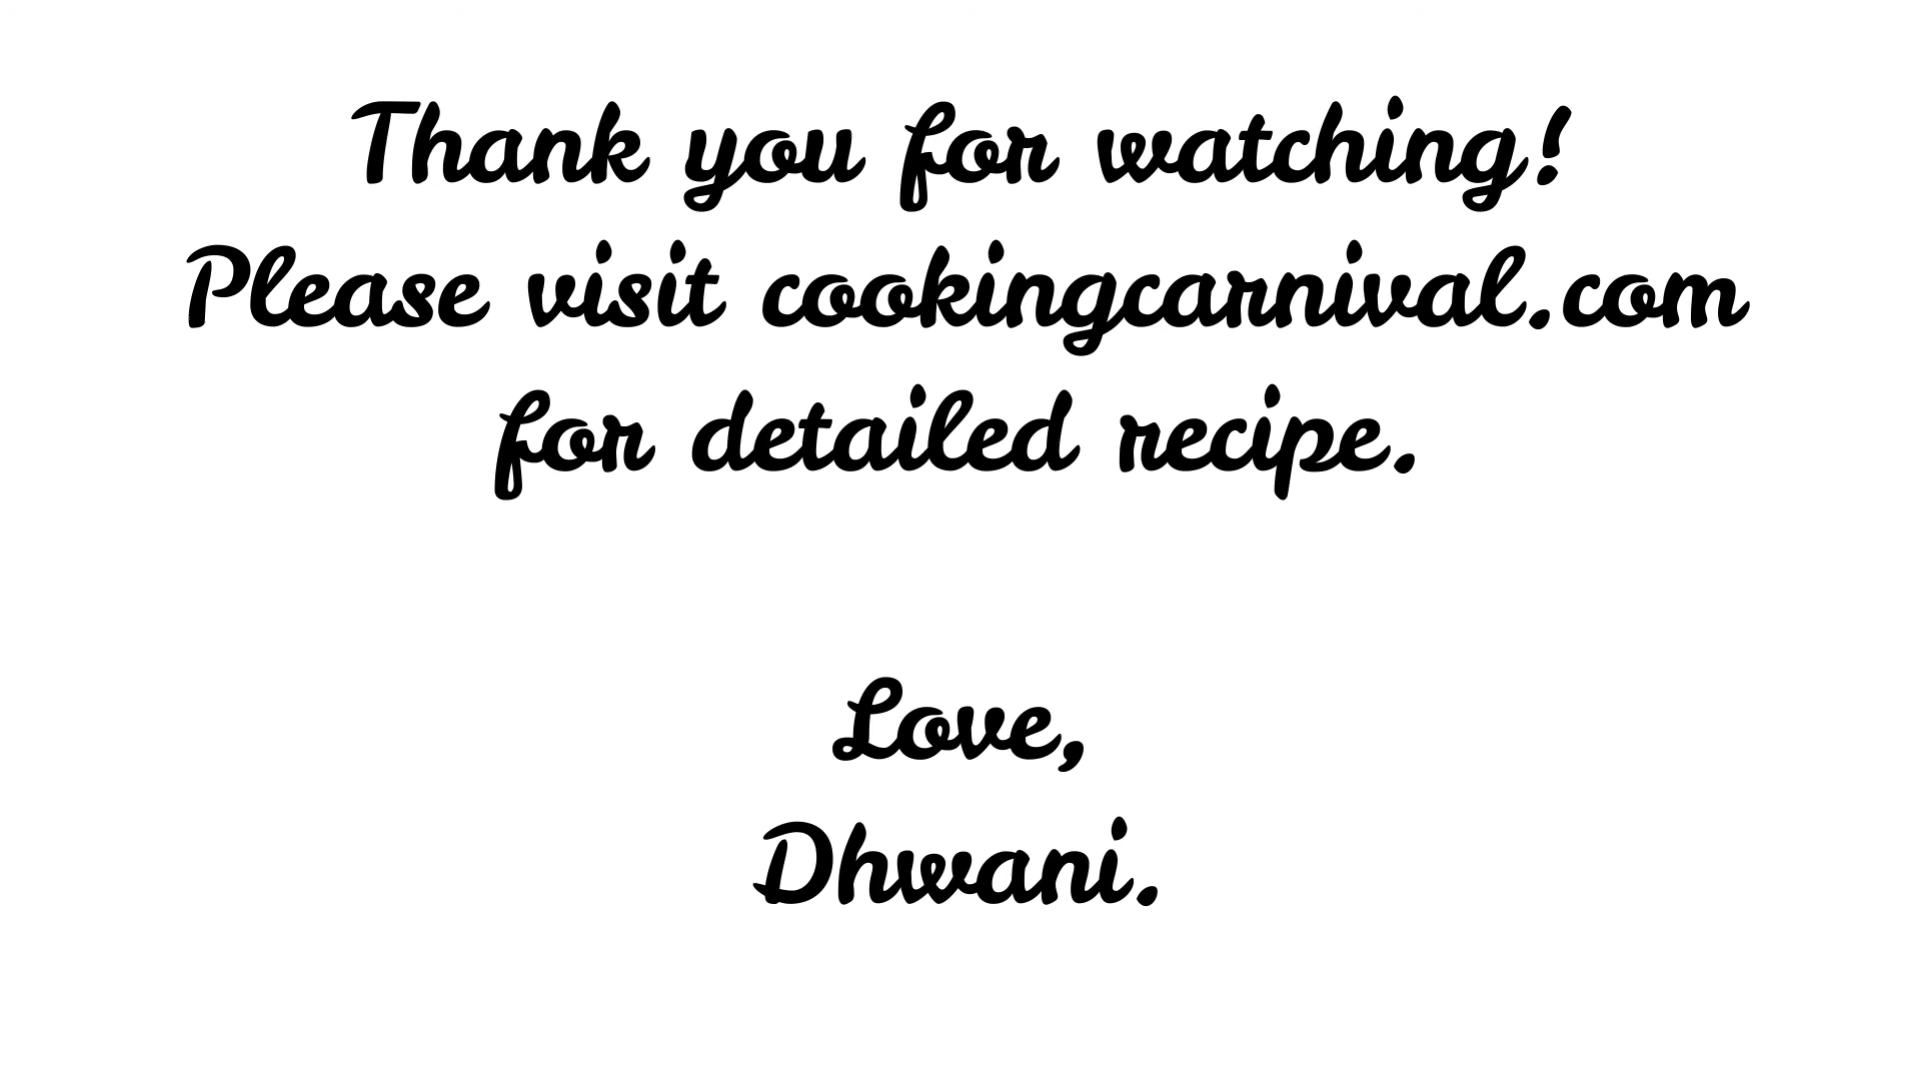 Thank you for watching!
Please visit cookingcarnival.com
for detailed recipe.
Love,
Dhwani.